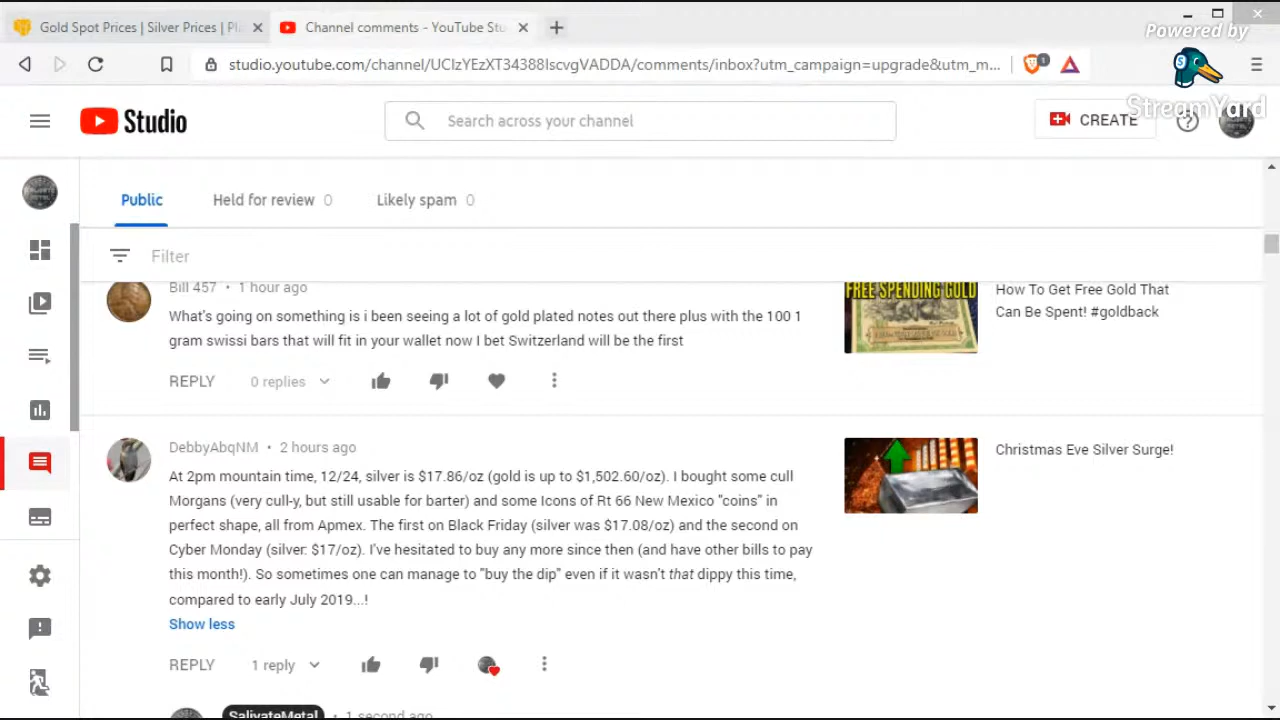 Gold Spot Prices | Silver Prices | Pla
Channel comments - YouTube Stu
Powered by
studio.youtube.com/channel/UCIzYEzXT34388IscvgVADDA/comments/inbox?utm_campaign=upgrade&utm_m...
1
S
StreamYard
Studio
Search across your channel
CREATE
Public
Held for review 0
Likely spam 0
Filter
Bill 457 • 1 hour ago
What's going on something is i been seeing a lot of gold plated notes out there plus with the 100 1
gram swissi bars that will fit in your wallet now I bet Switzerland will be the first
REPLY
0 replies
FREE SPENDING GOLD
How To Get Free Gold That
Can Be Spent! #goldback
DebbyAbqNM • 2 hours ago
At 2pm mountain time, 12/24, silver is $17.86/oz (gold is up to $1,502.60/oz). I bought some cull
Morgans (very cull-y, but still usable for barter) and some Icons of Rt 66 New Mexico "coins" in
perfect shape, all from Apmex. The first on Black Friday (silver was $17.08/oz) and the second on
Cyber Monday (silver: $17/oz). I've hesitated to buy any more since then (and have other bills to pay
this month!). So sometimes one can manage to "buy the dip" even if it wasn't that dippy this time,
compared to early July 2019...!
Show less
REPLY
1 reply
Christmas Eve Silver Surge!
SalivateMetal • 1 second ago